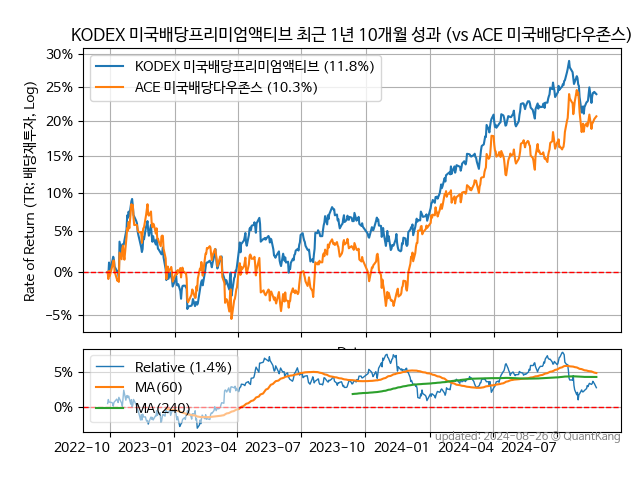 KODEX 미국배당프리미엄액티브 최근 1년 10개월 성과 (vs ACE 미국배당다우존스)
Rate of Return (TR: 배당재투자, Log)
30%
25%
20%
15%
10%
5%
0%
−5%
KODEX 미국배당프리미엄액티브 (11.8%)
ACE 미국배당다우존스 (10.3%)
5%
0%
Relative (1.4%)
MA(60)
MA(240)
2022−10 2023−01 2023−04 2023−07 2023−10 2024−01 2024−04 2024−07
updated: 2024−08−26 © QuantKang